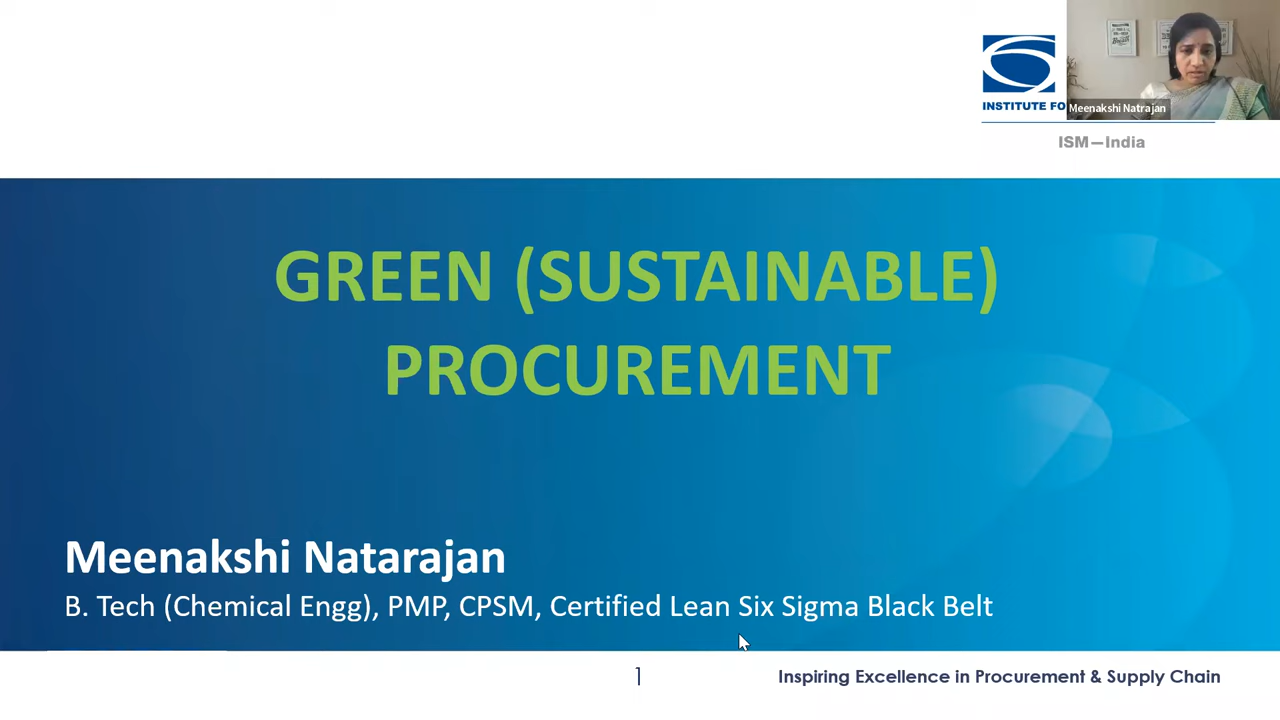 INSTITUTE FO
Meenakshi Natrajan
ISM—India
GREEN (SUSTAINABLE)
PROCUREMENT
Meenakshi Natarajan
B. Tech (Chemical Engg), PMP, CPSM, Certified Lean Six Sigma Black Belt
1
Inspiring Excellence in Procurement & Supply Chain